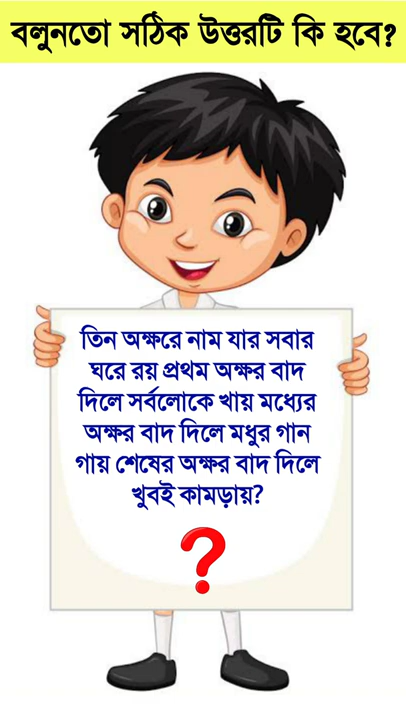 বলুনতো সঠিক উত্তরটি কি হবে?
তিন অক্ষরে নাম যার সবার
ঘরে রয় প্রথম অক্ষর বাদ
দিলে সর্বলোকে খায় মধ্যের
অক্ষর বাদ দিলে মধুর গান
গায় শেষের অক্ষর বাদ দিলে
খুবই কামড়ায়?
?